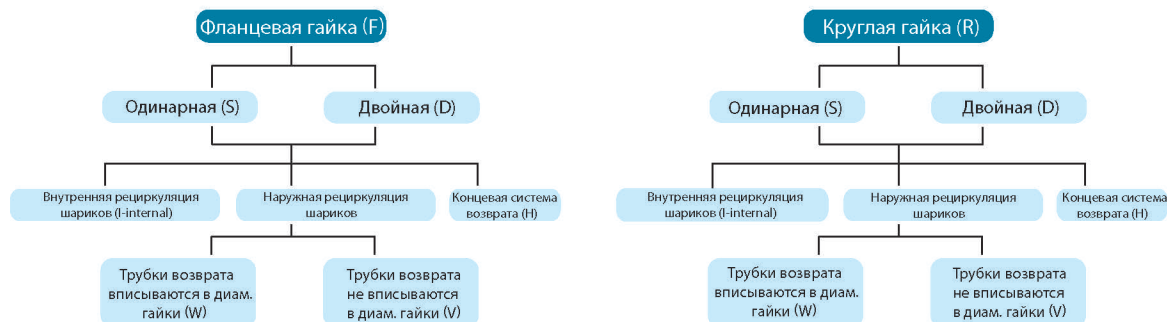 Фланцевая гайка (F)
Одинарная (S)
Двойная (D)
Внутренняя рециркуляция
шариков (I-internal)
Наружная рециркуляция
шариков
Концевая система
возврата (H)
Трубки возврата
вписываются в диам.
гайки (W)
Трубки возврата
не вписываются
в диам. гайки (V)
Круглая гайка (R)
Одинарная (S)
Двойная (D)
Внутренняя рециркуляция
шариков (I-internal)
Наружная рециркуляция
шариков
Концевая система
возврата (H)
Трубки возврата
вписываются в диам.
гайки (W)
Трубки возврата
не вписываются
в диам. гайки (V)